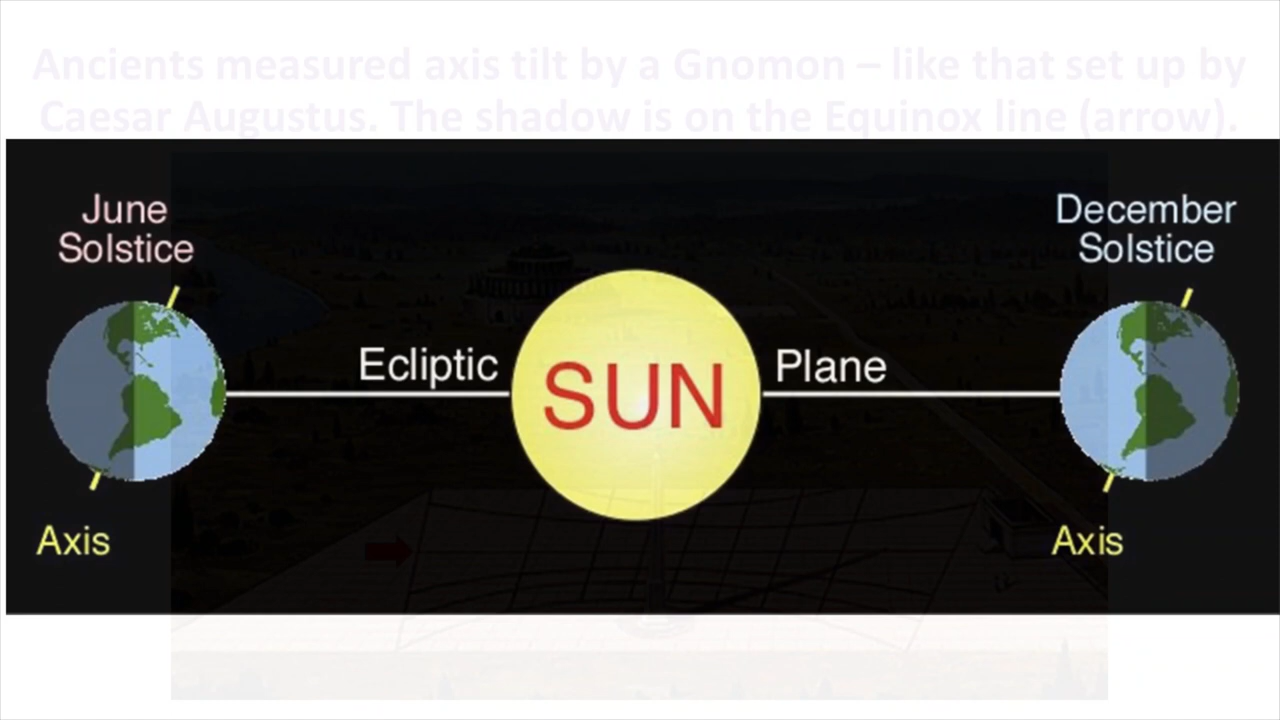 Ancients measured axis tilt by a Gnomon – like that set up by
Caesar Augustus. The shadow is on the Equinox line (arrow).
June
Solstice
December
Solstice
Ecliptic
SUN
Plane
Axis
Axis